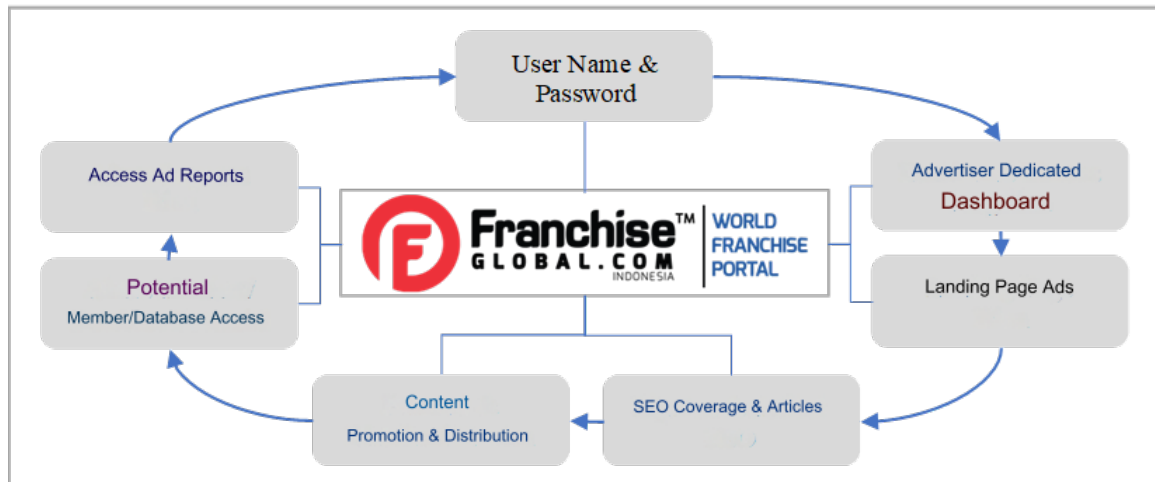 User Name &
Password
Access Ad Reports
Advertiser Dedicated
Dashboard
Franchise™
GLOBAL.COM
INDONESIA
WORLD
FRANCHISE
PORTAL
Potential
Member/Database Access
Landing Page Ads
Content
Promotion & Distribution
SEO Coverage & Articles